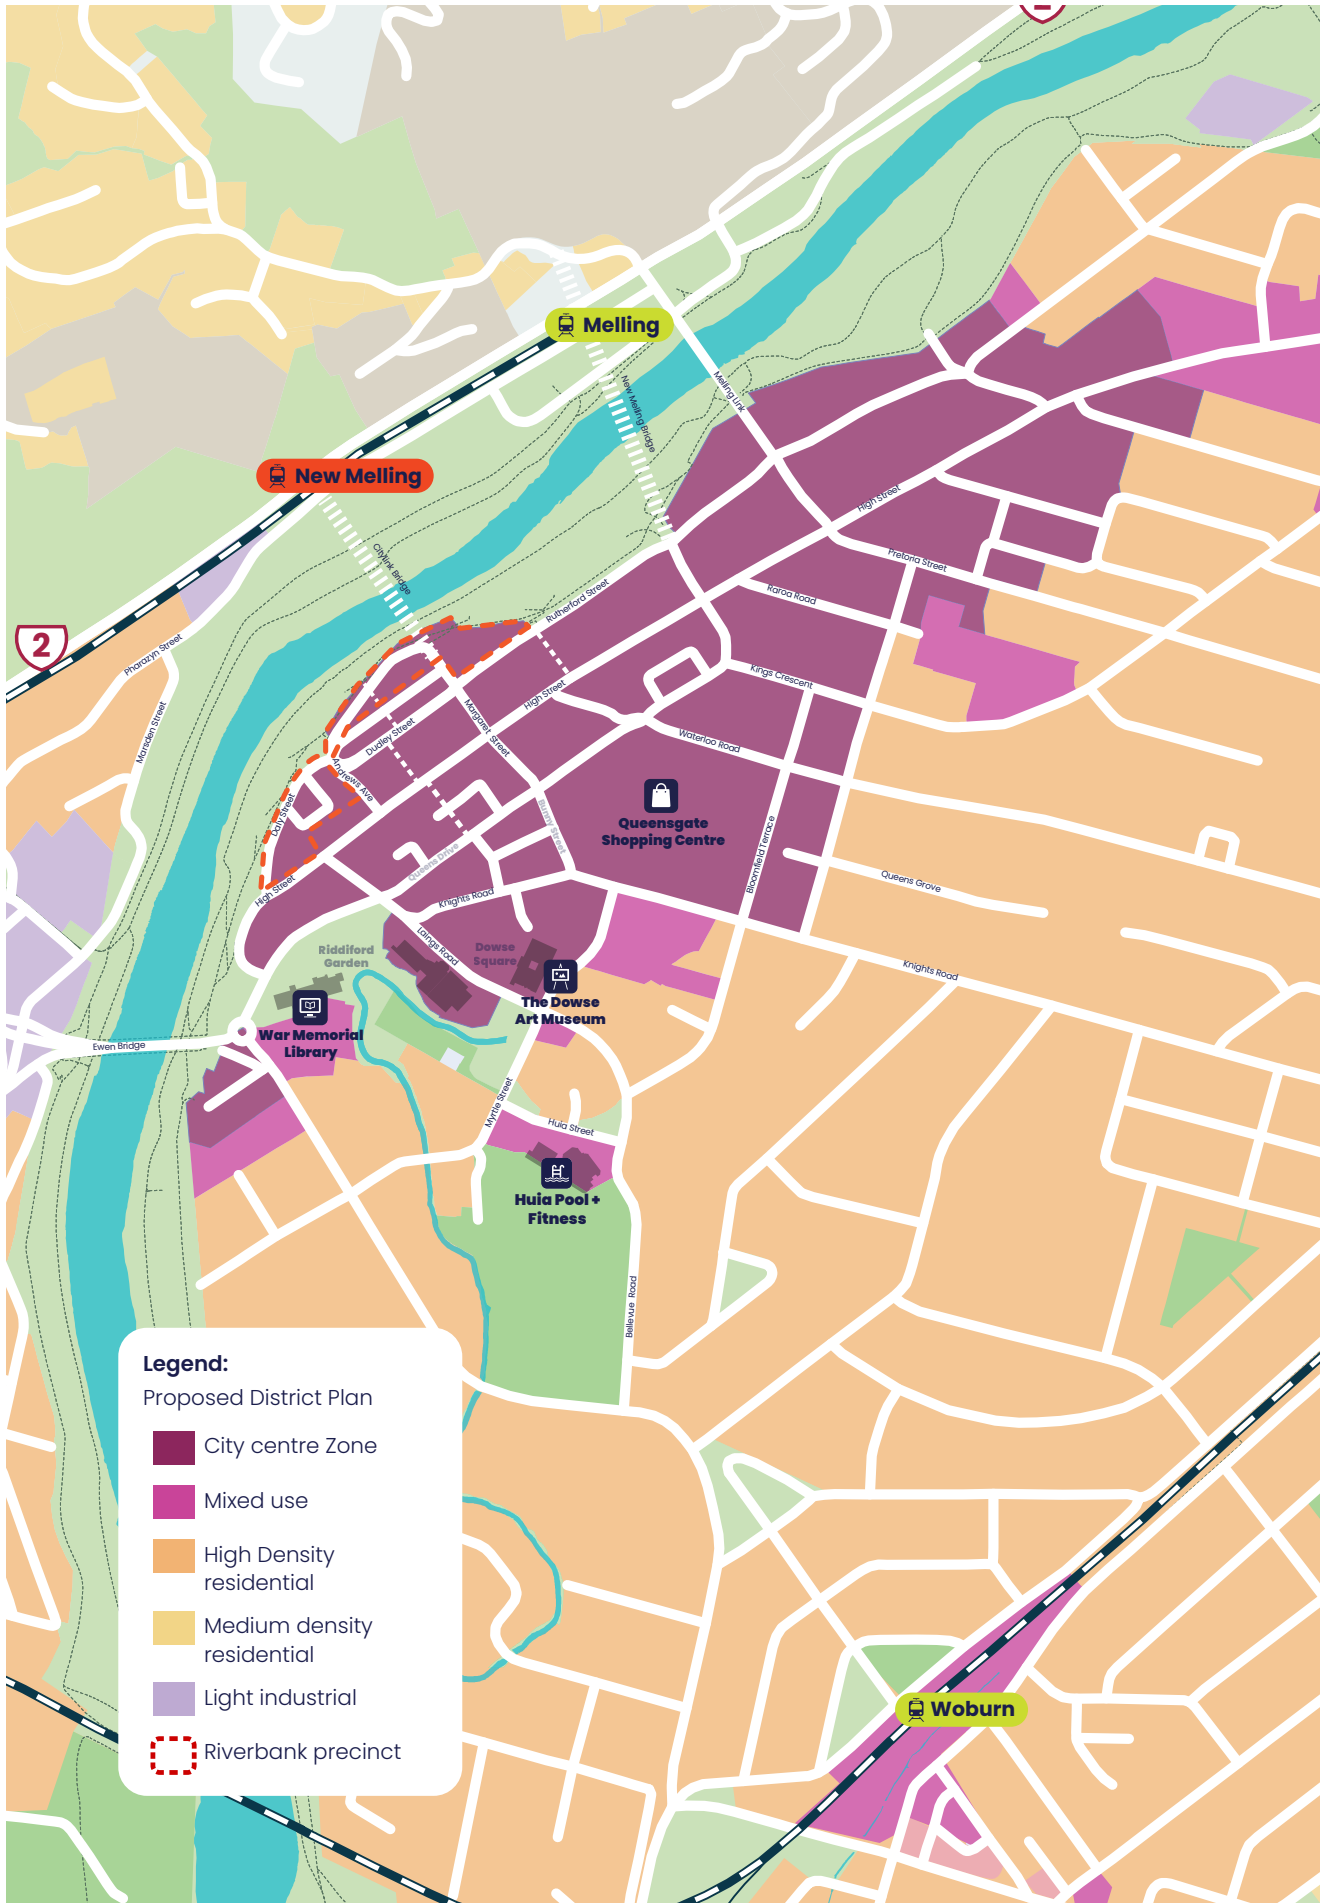 Melling
New Melling Bridge
Melling Link
New Melling
Citylink Bridge
High Street
Pretoria Street
Raroa Road
Rutherford Street
2
Pharazyn Street
Marsden Street
Kings Crescent
High Street
Margaret Street
Waterloo Road
Dudley Street
Andrews Ave
Daly Street
Bunny Street
Queensgate
Shopping Centre
Bloomfield Terrace
Queens Drive
Queens Grove
High Street
Knights Road
Laings Road
Riddiford
Garden
Dowse
Square
Knights Road
The Dowse
Art Museum
War Memorial
Library
Ewen Bridge
Myrtle Street
Huia Street
Huia Pool +
Fitness
Bellevue Road
Legend:
Proposed District Plan
City centre Zone
Mixed use
High Density
residential
Medium density
residential
Light industrial
Riverbank precinct
Woburn